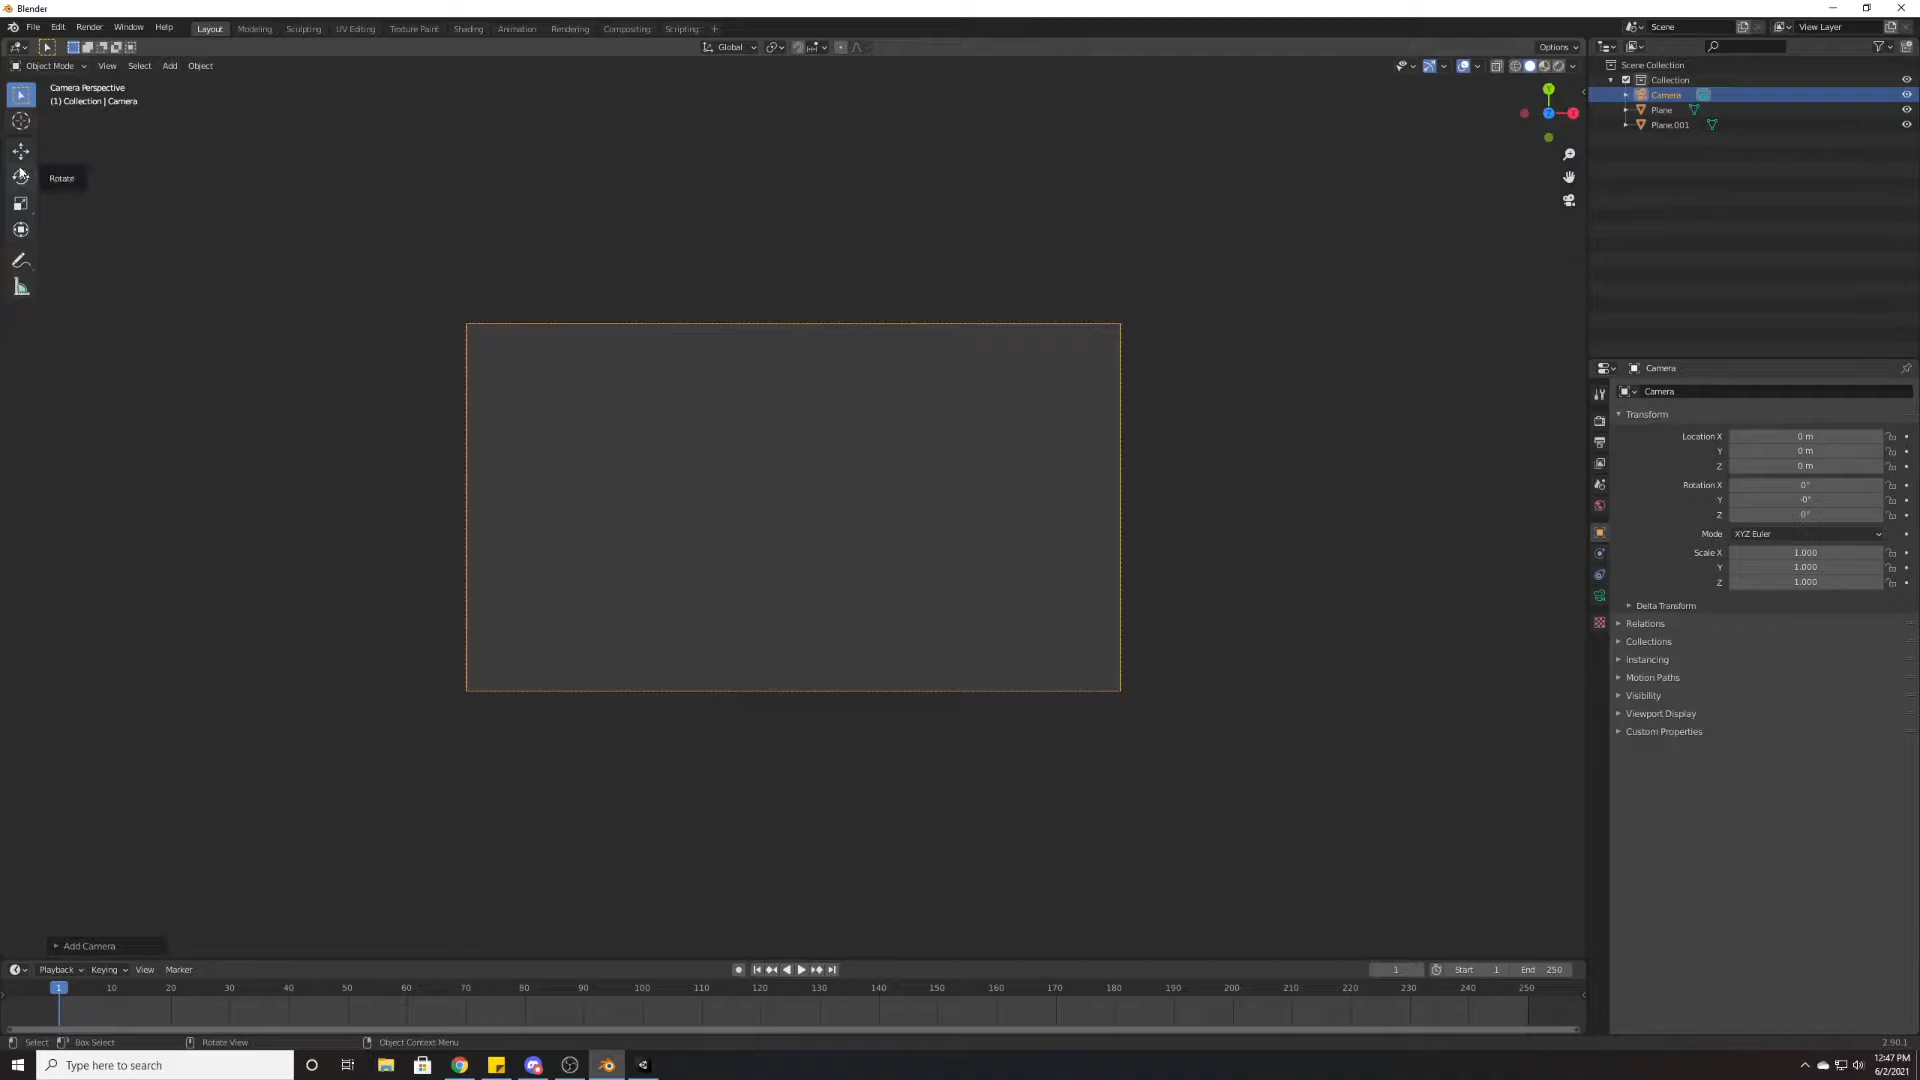 Blender
File Edit Render Window Help Layout Modeling Sculpting UV Editing Texture Paint Shading Animation Rendering Compositing Scripting + Scene View Layer
Global Options
Object Mode View Select Add Object
Camera Perspective
(1) Collection | Camera
Rotate
Y
X
Z
Scene Collection
Collection
Camera
Plane
Plane.001
Camera
Camera
Transform
Location X 0 m
Y 0 m
Z 0 m
Rotation X 0°
Y -0°
Z 0°
Mode XYZ Euler
Scale X 1.000
Y 1.000
Z 1.000
Delta Transform
Relations
Collections
Instancing
Motion Paths
Visibility
Viewport Display
Custom Properties
Add Camera
Playback Keying View Marker 1 Start 1 End 250
1 10 20 30 40 50 60 70 80 90 100 110 120 130 140 150 160 170 180 190 200 210 220 230 240 250
Select Box Select Rotate View Object Context Menu 2.90.1
Type here to search
12:47 PM
6/2/2021